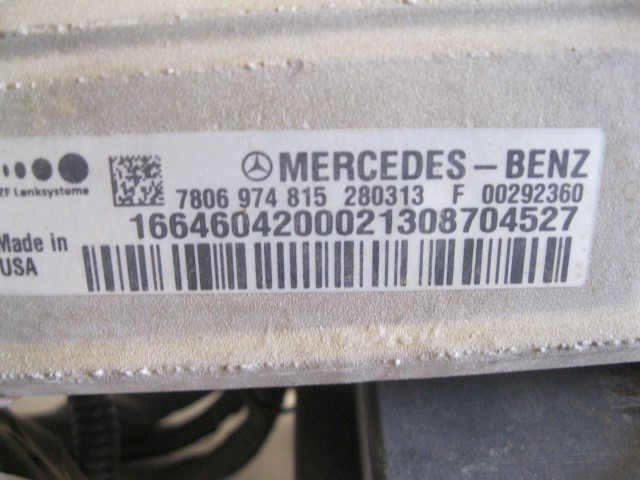 ZF Lenksysteme
MERCEDES-BENZ
7806 974 815 280313 F 00292360
1664604200021308704527
Made in
USA